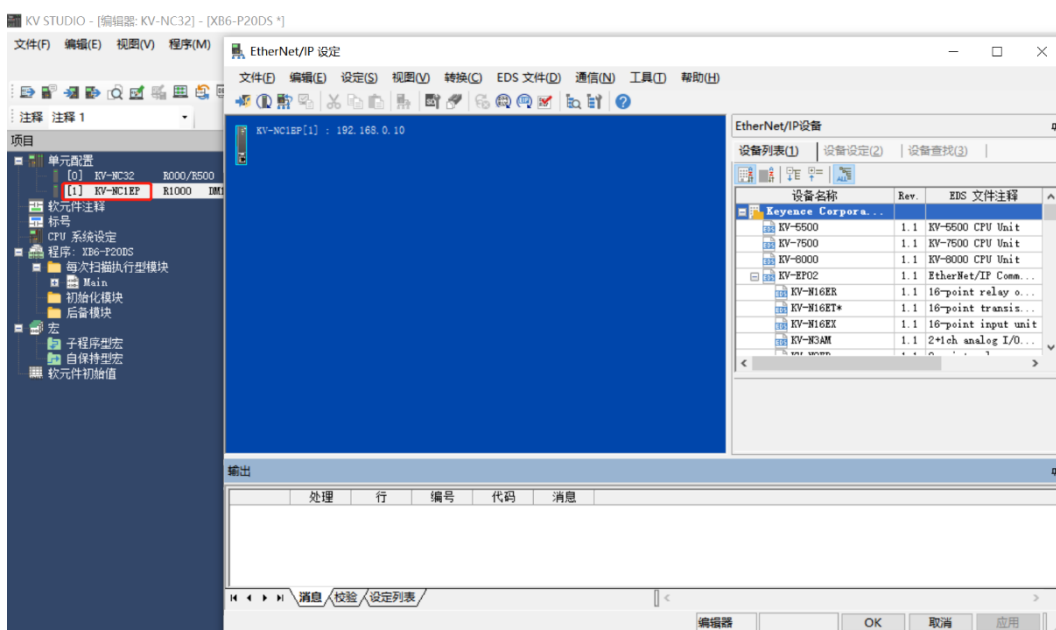 KV STUDIO - [编辑器: KV-NC32] - [XB6-P20DS *]
文件(F) 编辑(E) 视图(V) 程序(M)
注释 注释 1
项目
单元配置
[0] KV-NC32 R000/R500
[1] KV-NC1EP R1000 DM1
软元件注释
标号
CPU 系统设定
程序: XB6-P20DS
每次扫描执行型模块
Main
初始化模块
后备模块
宏
子程序型宏
自保持型宏
软元件初始值
EtherNet/IP 设定
文件(F) 编辑(E) 设定(S) 视图(V) 转换(C) EDS 文件(D) 通信(N) 工具(T) 帮助(H)
KV-NC1EP[1] : 192.168.0.10
EtherNet/IP设备
设备列表(1) 设备设定(2) 设备查找(3)
设备名称 Rev. EDS 文件注释
Keyence Corpora...
KV-5500 1.1 KV-5500 CPU Unit
KV-7500 1.1 KV-7500 CPU Unit
KV-8000 1.1 KV-8000 CPU Unit
KV-EP02 1.1 EtherNet/IP Comm...
KV-N16ER 1.1 16-point relay o...
KV-N16ET* 1.1 16-point transis...
KV-N16EX 1.1 16-point input unit
KV-N3AM 1.1 2+1ch analog I/O...
输出
处理 行 编号 代码 消息
消息 校验 设定列表
编辑器 OK 取消 应用